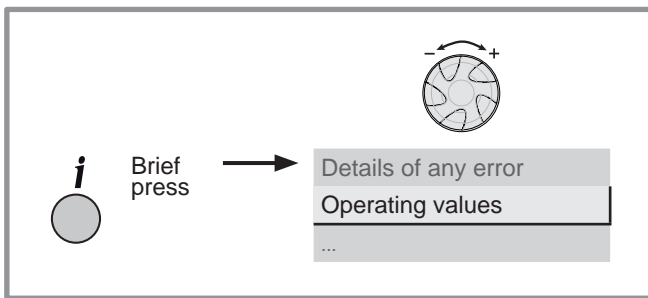 - +
i
Brief
press
Details of any error
Operating values
...